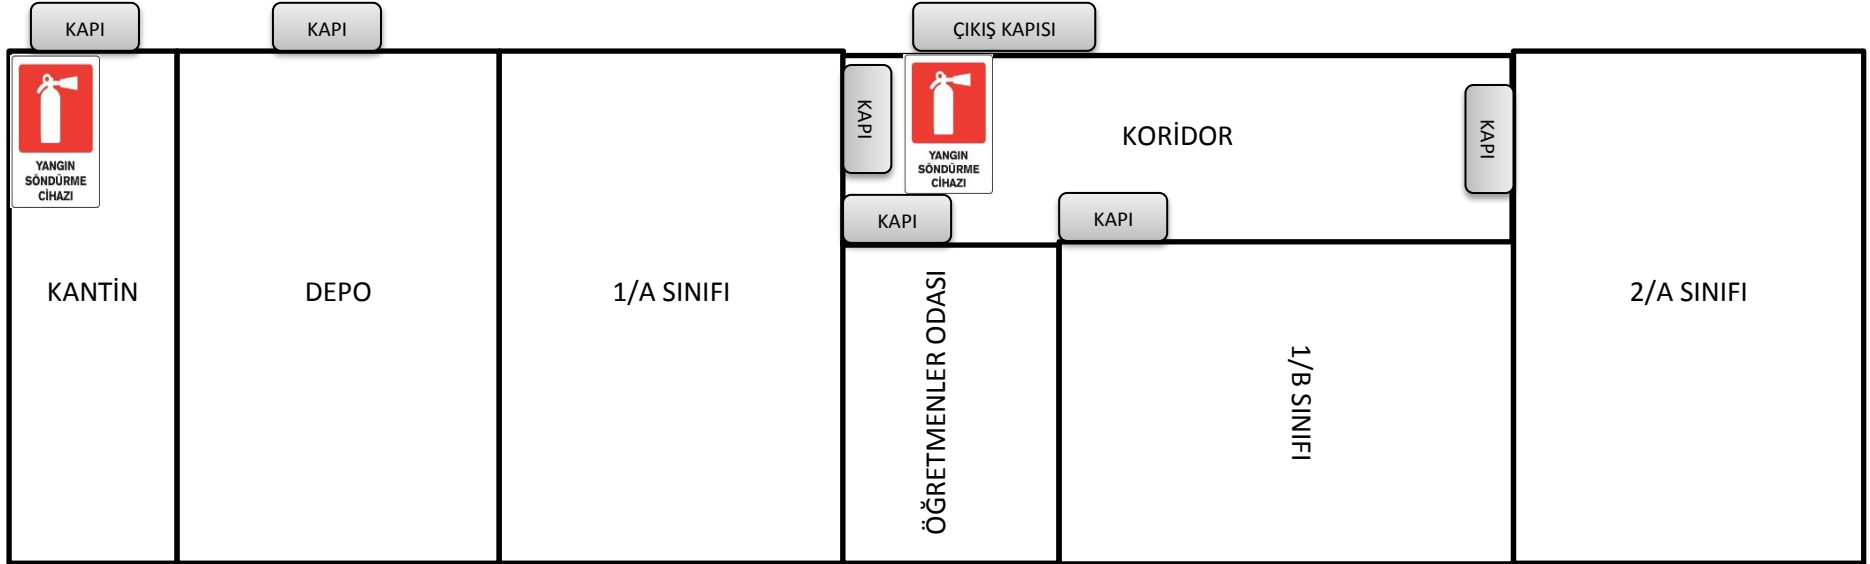 KAPI
KAPI
ÇIKIŞ KAPISI
YANGIN
SÖNDÜRME
CİHAZI
KAPI
YANGIN
SÖNDÜRME
CİHAZI
KORİDOR
KAPI
KAPI
KAPI
KANTİN
DEPO
1/A SINIFI
ÖĞRETMENLER ODASI
1/B SINIFI
2/A SINIFI